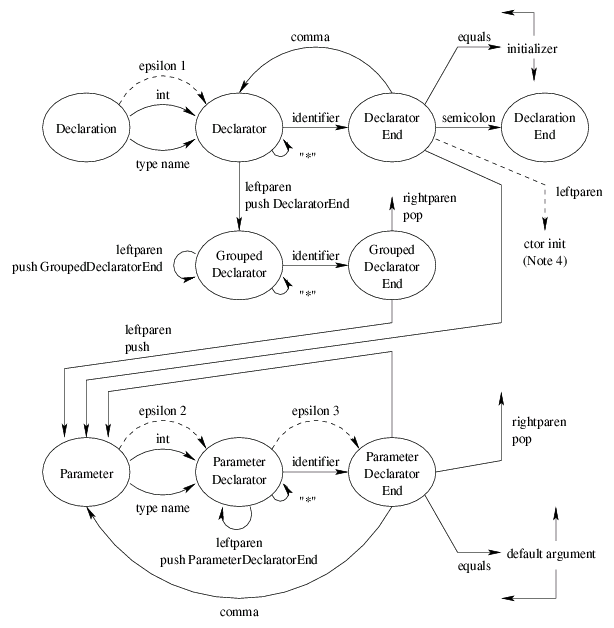 comma
equals
initializer
epsilon 1
int
Declaration
Declarator
identifier
Declarator
End
semicolon
Declaration
End
type name
"*"
leftparen
leftparen
push DeclaratorEnd
rightparen
pop
ctor init
(Note 4)
leftparen
push GroupedDeclaratorEnd
Grouped
Declarator
identifier
Grouped
Declarator
End
"*"
leftparen
push
epsilon 2
epsilon 3
int
rightparen
pop
Parameter
Parameter
Declarator
identifier
Parameter
Declarator
End
type name
"*"
leftparen
push ParameterDeclaratorEnd
default argument
equals
comma